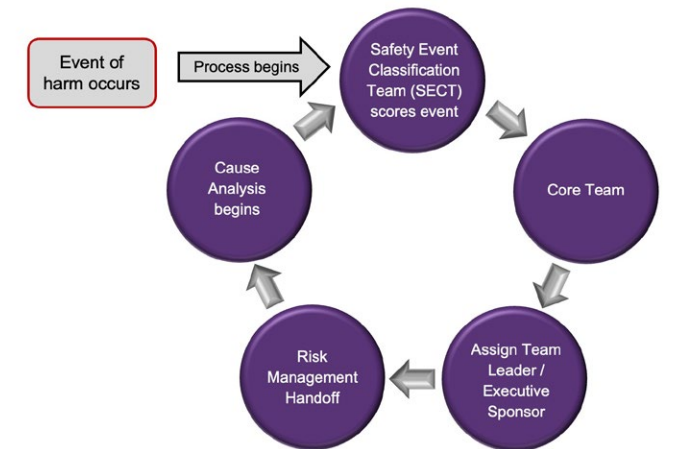 Event of
harm occurs
Process begins
Safety Event
Classification
Team (SECT)
scores event
Core Team
Assign Team
Leader /
Executive
Sponsor
Risk
Management
Handoff
Cause
Analysis
begins